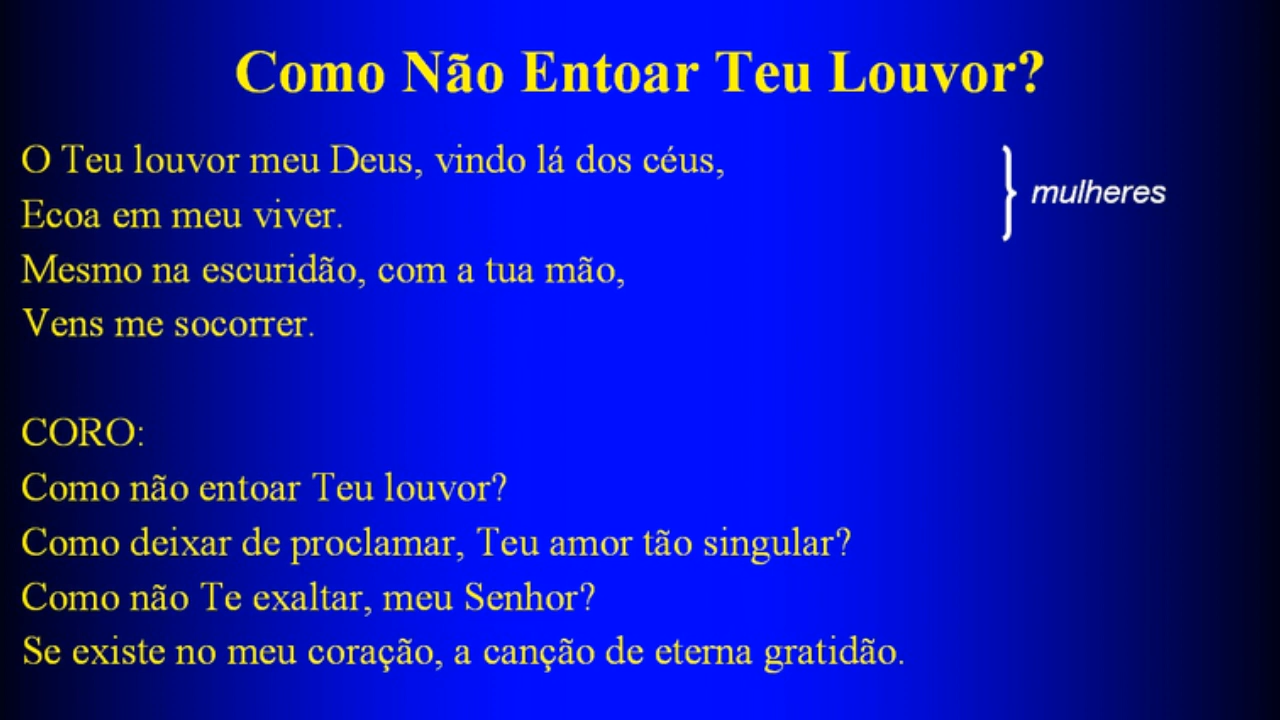 Como Não Entoar Teu Louvor?
O Teu louvor meu Deus, vindo lá dos céus,
Ecoa em meu viver.
mulheres
Mesmo na escuridão, com a tua mão,
Vens me socorrer.
CORO:
Como não entoar Teu louvor?
Como deixar de proclamar, Teu amor tão singular?
Como não Te exaltar, meu Senhor?
Se existe no meu coração, a canção de eterna gratidão.